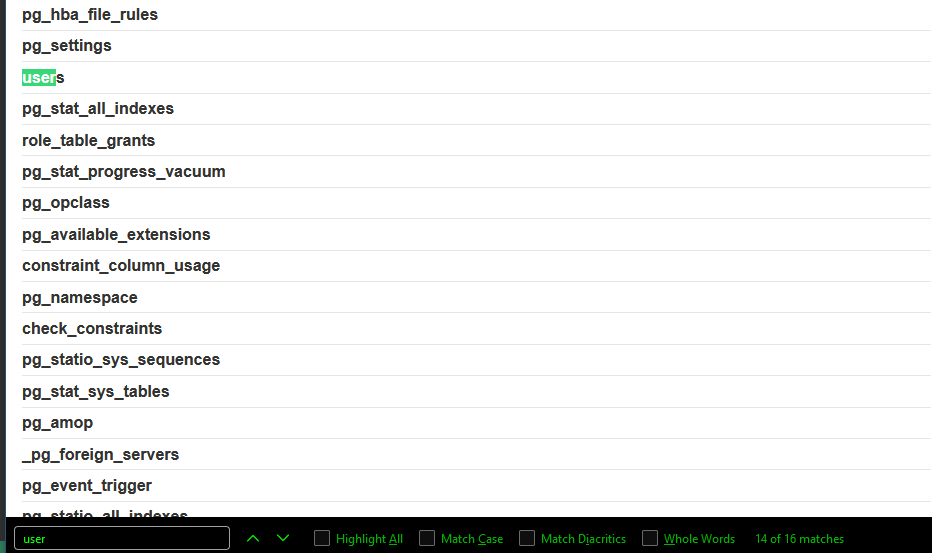 pg_hba_file_rules
pg_settings
users
pg_stat_all_indexes
role_table_grants
pg_stat_progress_vacuum
pg_opclass
pg_available_extensions
constraint_column_usage
pg_namespace
check_constraints
pg_statio_sys_sequences
pg_stat_sys_tables
pg_amop
_pg_foreign_servers
pg_event_trigger
pg_statio_all_indexes
user Highlight All Match Case Match Diacritics Whole Words 14 of 16 matches